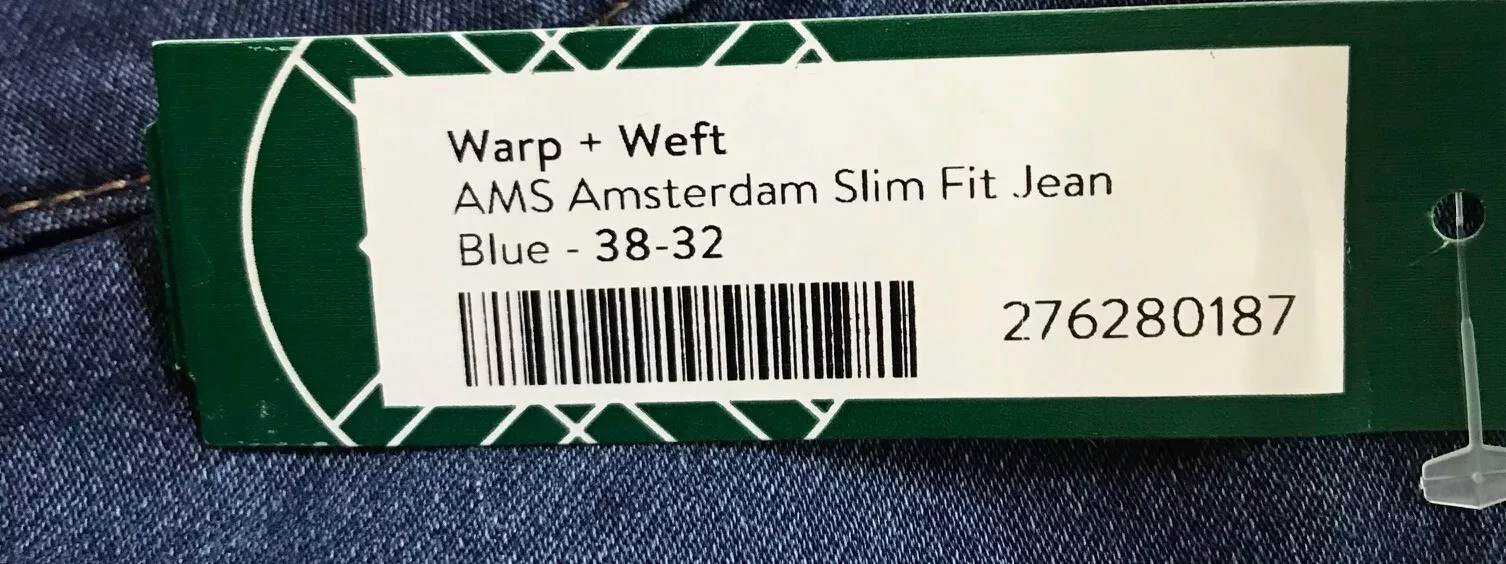 Warp + Weft
AMS Amsterdam Slim Fit Jean
Blue - 38-32
276280187